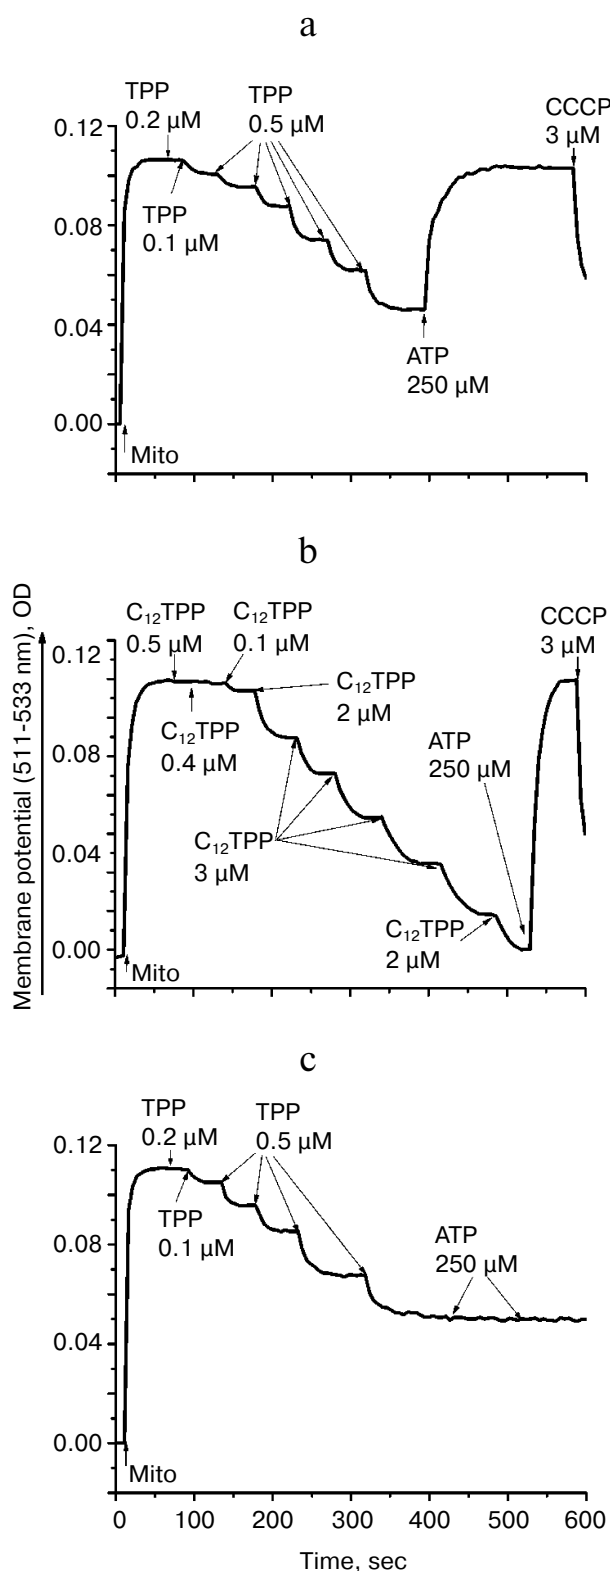 a
TPP
0.2 µM
TPP
0.5 µM
CCCP
3 µM
0.12
TPP
0.1 µM
0.08
0.04
ATP
250 µM
0.00
Mito
b
Membrane potential (511-533 nm), OD
C₁₂TPP
0.5 µM
C₁₂TPP
0.1 µM
CCCP
3 µM
0.12
C₁₂TPP
2 µM
C₁₂TPP
0.4 µM
ATP
250 µM
0.08
0.04
C₁₂TPP
3 µM
C₁₂TPP
2 µM
0.00
Mito
c
TPP
0.2 µM
TPP
0.5 µM
0.12
TPP
0.1 µM
ATP
250 µM
0.08
0.04
0.00
Mito
0 100 200 300 400 500 600
Time, sec